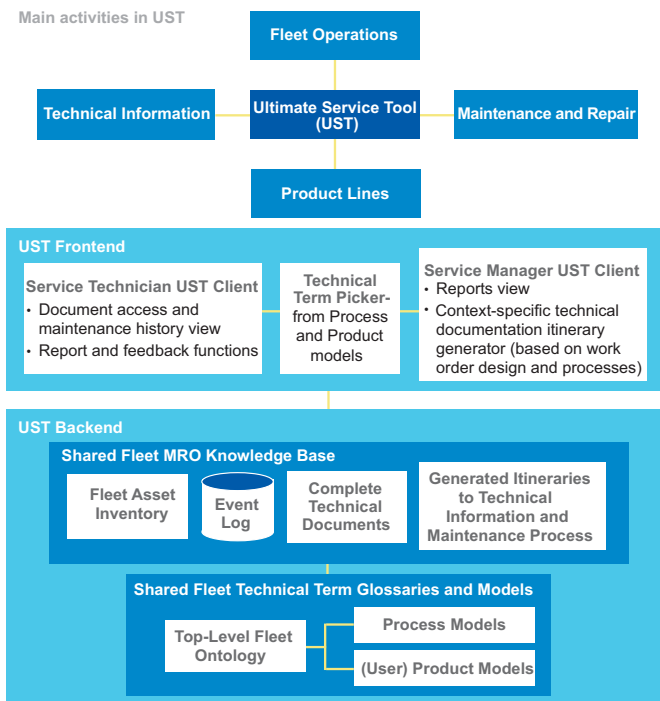 Main activities in UST
Fleet Operations
Technical Information
Ultimate Service Tool
(UST)
Maintenance and Repair
Product Lines
UST Frontend
Service Technician UST Client
• Document access and
maintenance history view
• Report and feedback functions
Technical
Term Picker-
from Process
and Product
models
Service Manager UST Client
• Reports view
• Context-specific technical
documentation itinerary
generator (based on work
order design and processes)
UST Backend
Shared Fleet MRO Knowledge Base
Fleet Asset
Inventory
Event
Log
Complete
Technical
Documents
Generated Itineraries
to Technical
Information and
Maintenance Process
Shared Fleet Technical Term Glossaries and Models
Top-Level Fleet
Ontology
Process Models
(User) Product Models